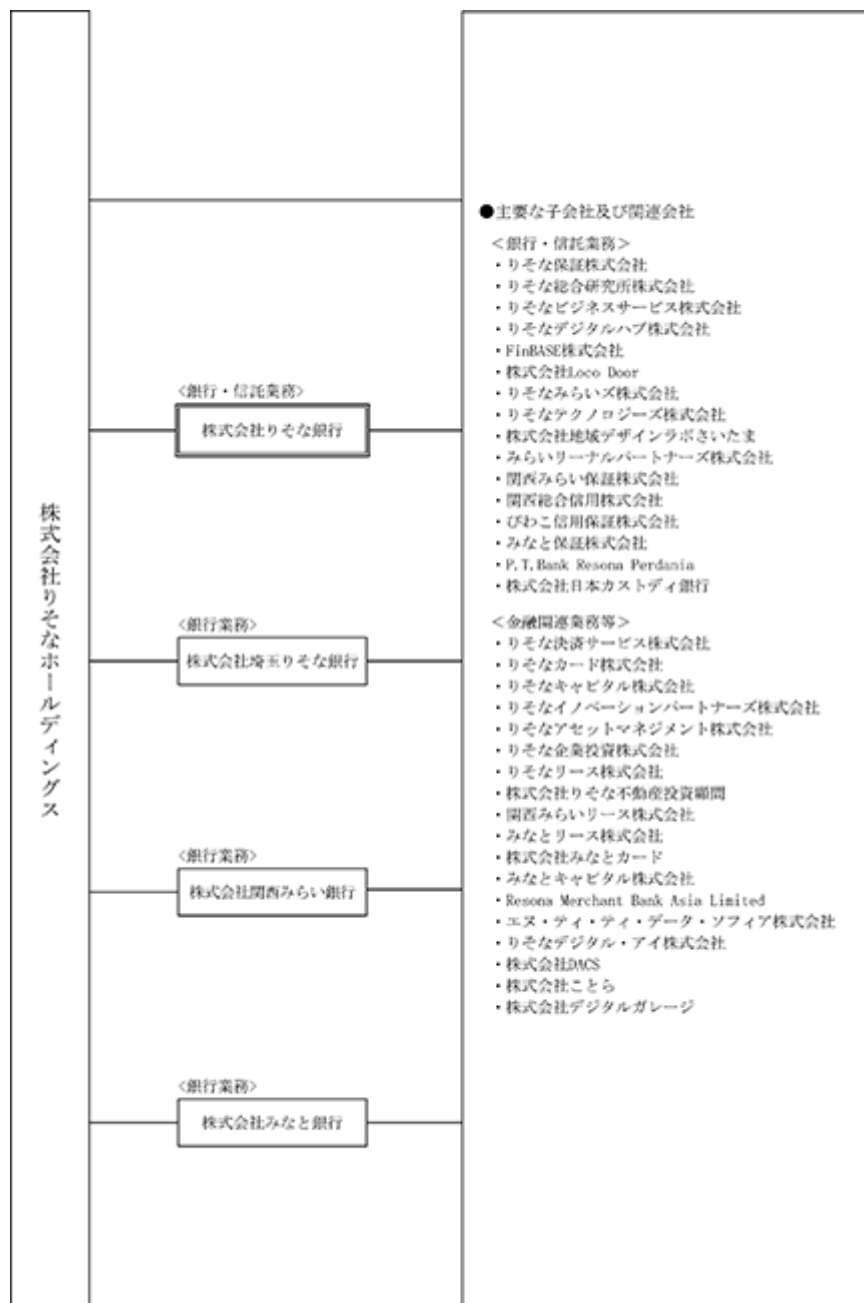 株式会社りそなホールディングス
<銀行・信託業務>
株式会社りそな銀行
<銀行業務>
株式会社埼玉りそな銀行
<銀行業務>
株式会社関西みらい銀行
<銀行業務>
株式会社みなと銀行
●主要な子会社及び関連会社
<銀行・信託業務>
・りそな保証株式会社
・りそな総合研究所株式会社
・りそなビジネスサービス株式会社
・りそなデジタルハブ株式会社
・FinBASE株式会社
・株式会社Loco Door
・りそなみらいズ株式会社
・りそなテクノロジーズ株式会社
・株式会社地域デザインラボさいたま
・みらいリーナルパートナーズ株式会社
・関西みらい保証株式会社
・関西総合信用株式会社
・びわこ信用保証株式会社
・みなと保証株式会社
・P.T.Bank Resona Perdania
・株式会社日本カストディ銀行
<金融関連業務等>
・りそな決済サービス株式会社
・りそなカード株式会社
・りそなキャピタル株式会社
・りそなイノベーションパートナーズ株式会社
・りそなアセットマネジメント株式会社
・りそな企業投資株式会社
・りそなリース株式会社
・株式会社りそな不動産投資顧問
・関西みらいリース株式会社
・みなとリース株式会社
・株式会社みなとカード
・みなとキャピタル株式会社
・Resona Merchant Bank Asia Limited
・エヌ・ティ・ティ・データ・ソフィア株式会社
・りそなデジタル・アイ株式会社
・株式会社DACS
・株式会社ことら
・株式会社デジタルガレージ